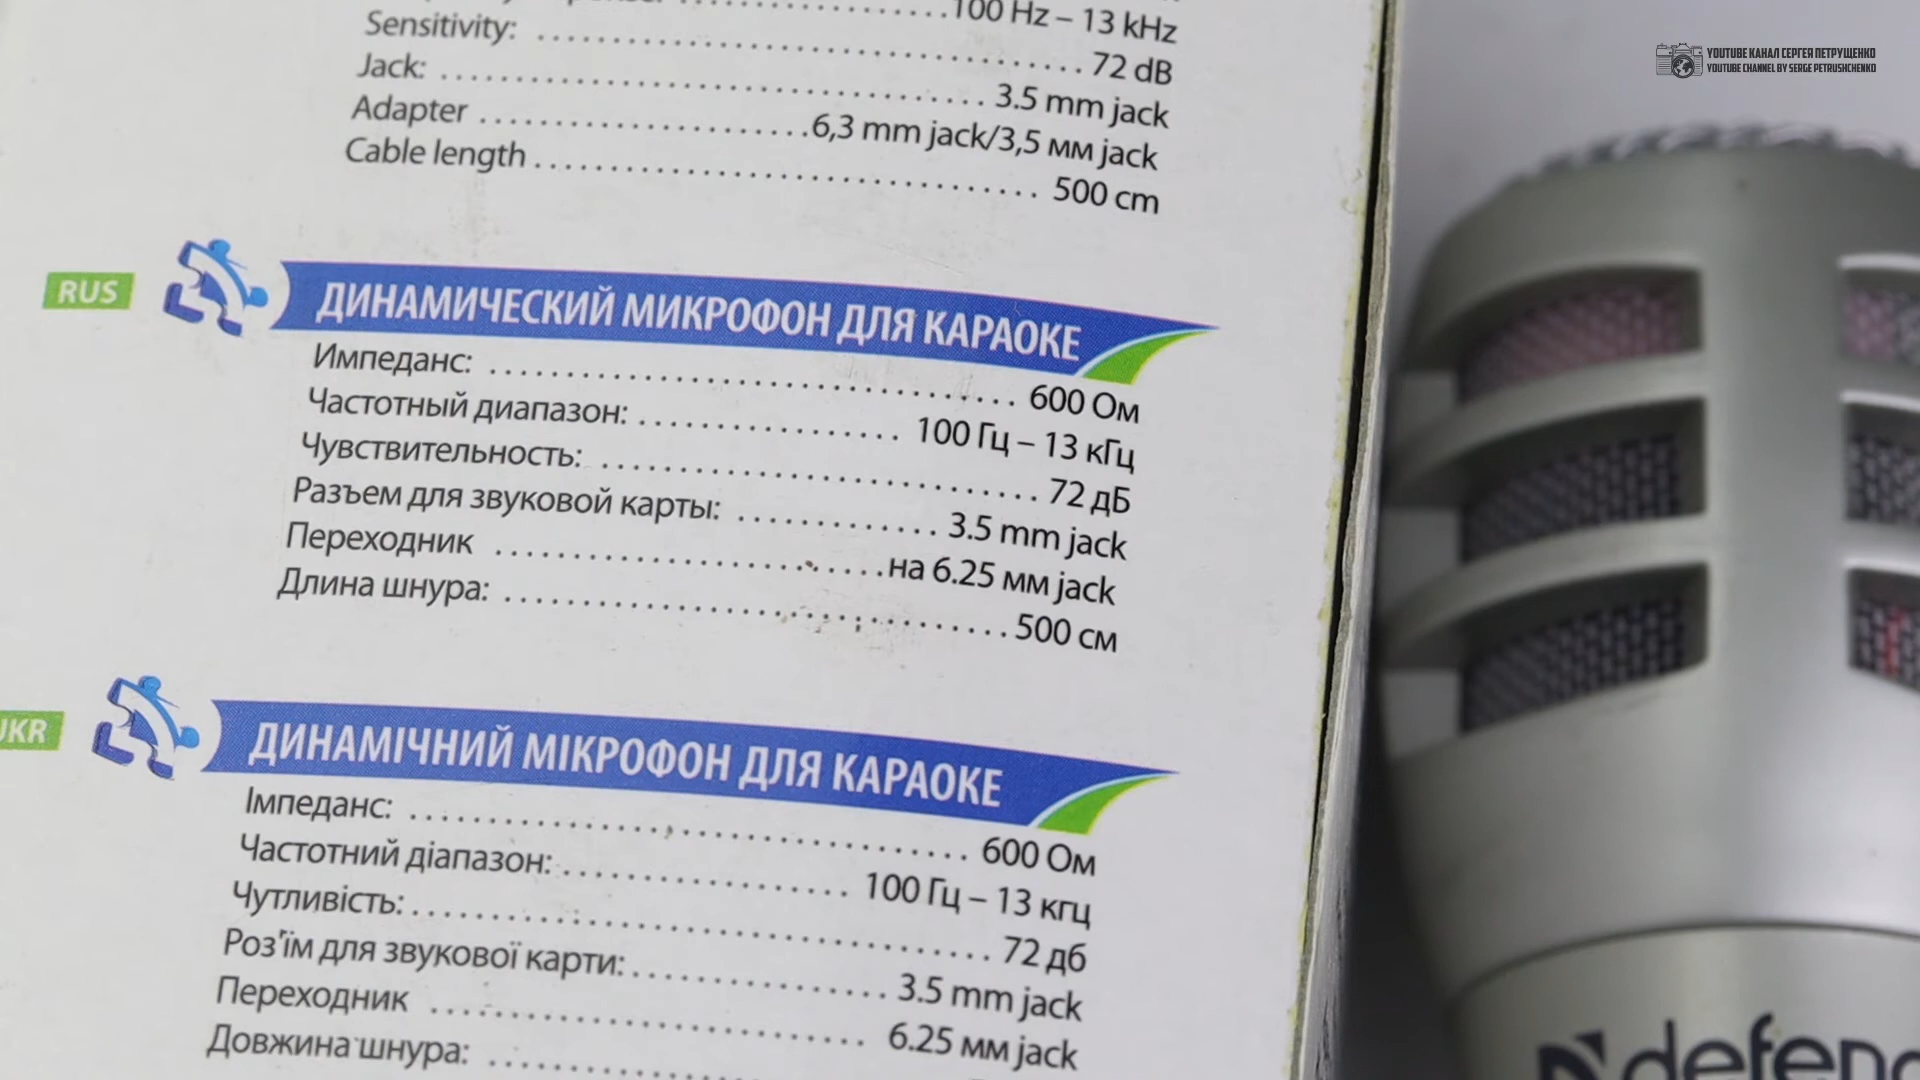 100 Hz – 13 kHz
Sensitivity: 72 dB
Jack: 3.5 mm jack
Adapter 6,3 mm jack/3,5 мм jack
Cable length 500 cm
RUS
ДИНАМИЧЕСКИЙ МИКРОФОН ДЛЯ КАРАОКЕ
Импеданс: 600 Ом
Частотный диапазон: 100 Гц – 13 кГц
Чувствительность: 72 дБ
Разъем для звуковой карты: 3.5 mm jack
Переходник на 6.25 мм jack
Длина шнура: 500 см
UKR
ДИНАМІЧНИЙ МІКРОФОН ДЛЯ КАРАОКЕ
Імпеданс: 600 Ом
Частотний діапазон: 100 Гц – 13 кгц
Чутливість: 72 дб
Роз'їм для звукової карти: 3.5 mm jack
Переходник 6.25 мм jack
Довжина шнура:
YOUTUBE КАНАЛ СЕРГЕЯ ПЕТРУЩЕНКО
YOUTUBE CHANNEL BY SERGE PETRUSHCHENKO
defen